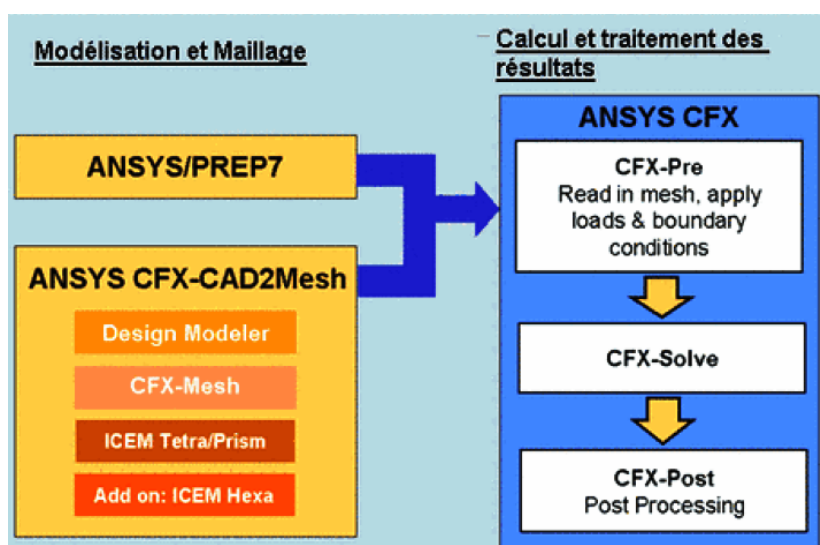 Modélisation et Maillage
ANSYS/PREP7
ANSYS CFX-CAD2Mesh
Design Modeler
CFX-Mesh
ICEM Tetra/Prism
Add on: ICEM Hexa
Calcul et traitement des
résultats
ANSYS CFX
CFX-Pre
Read in mesh, apply
loads & boundary
conditions
CFX-Solve
CFX-Post
Post Processing